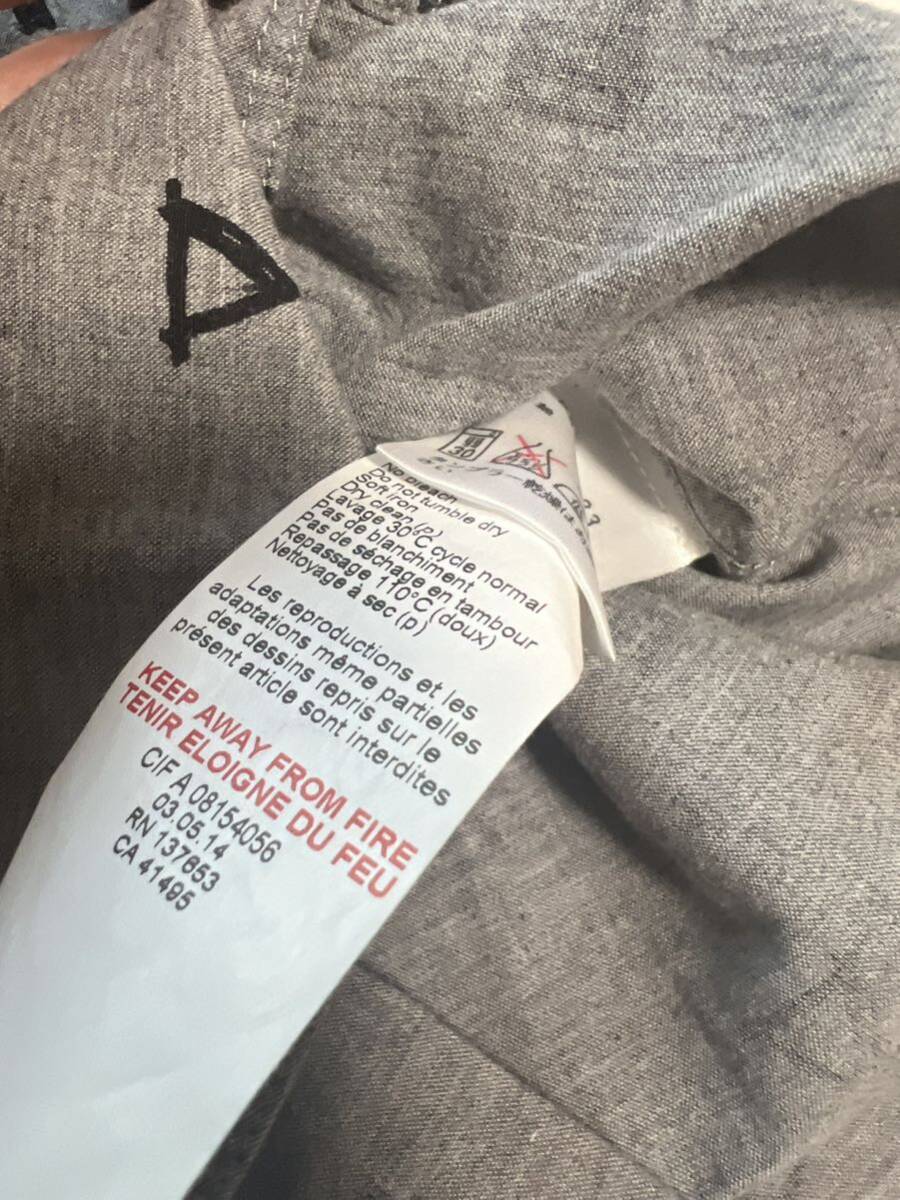 30
No bleach
Do not tumble dry
Soft iron
Dry clean (p)
Lavage 30°C cycle normal
Pas de blanchiment
Pas de séchage en tambour
Repassage 110°C (doux)
Nettoyage à sec (p)
Les reproductions et les
adaptations même partielles
des dessins repris sur le
présent article sont interdites
KEEP AWAY FROM FIRE
TENIR ELOIGNE DU FEU
CIF A 08154056
03.05.14
RN 137853
CA 41495